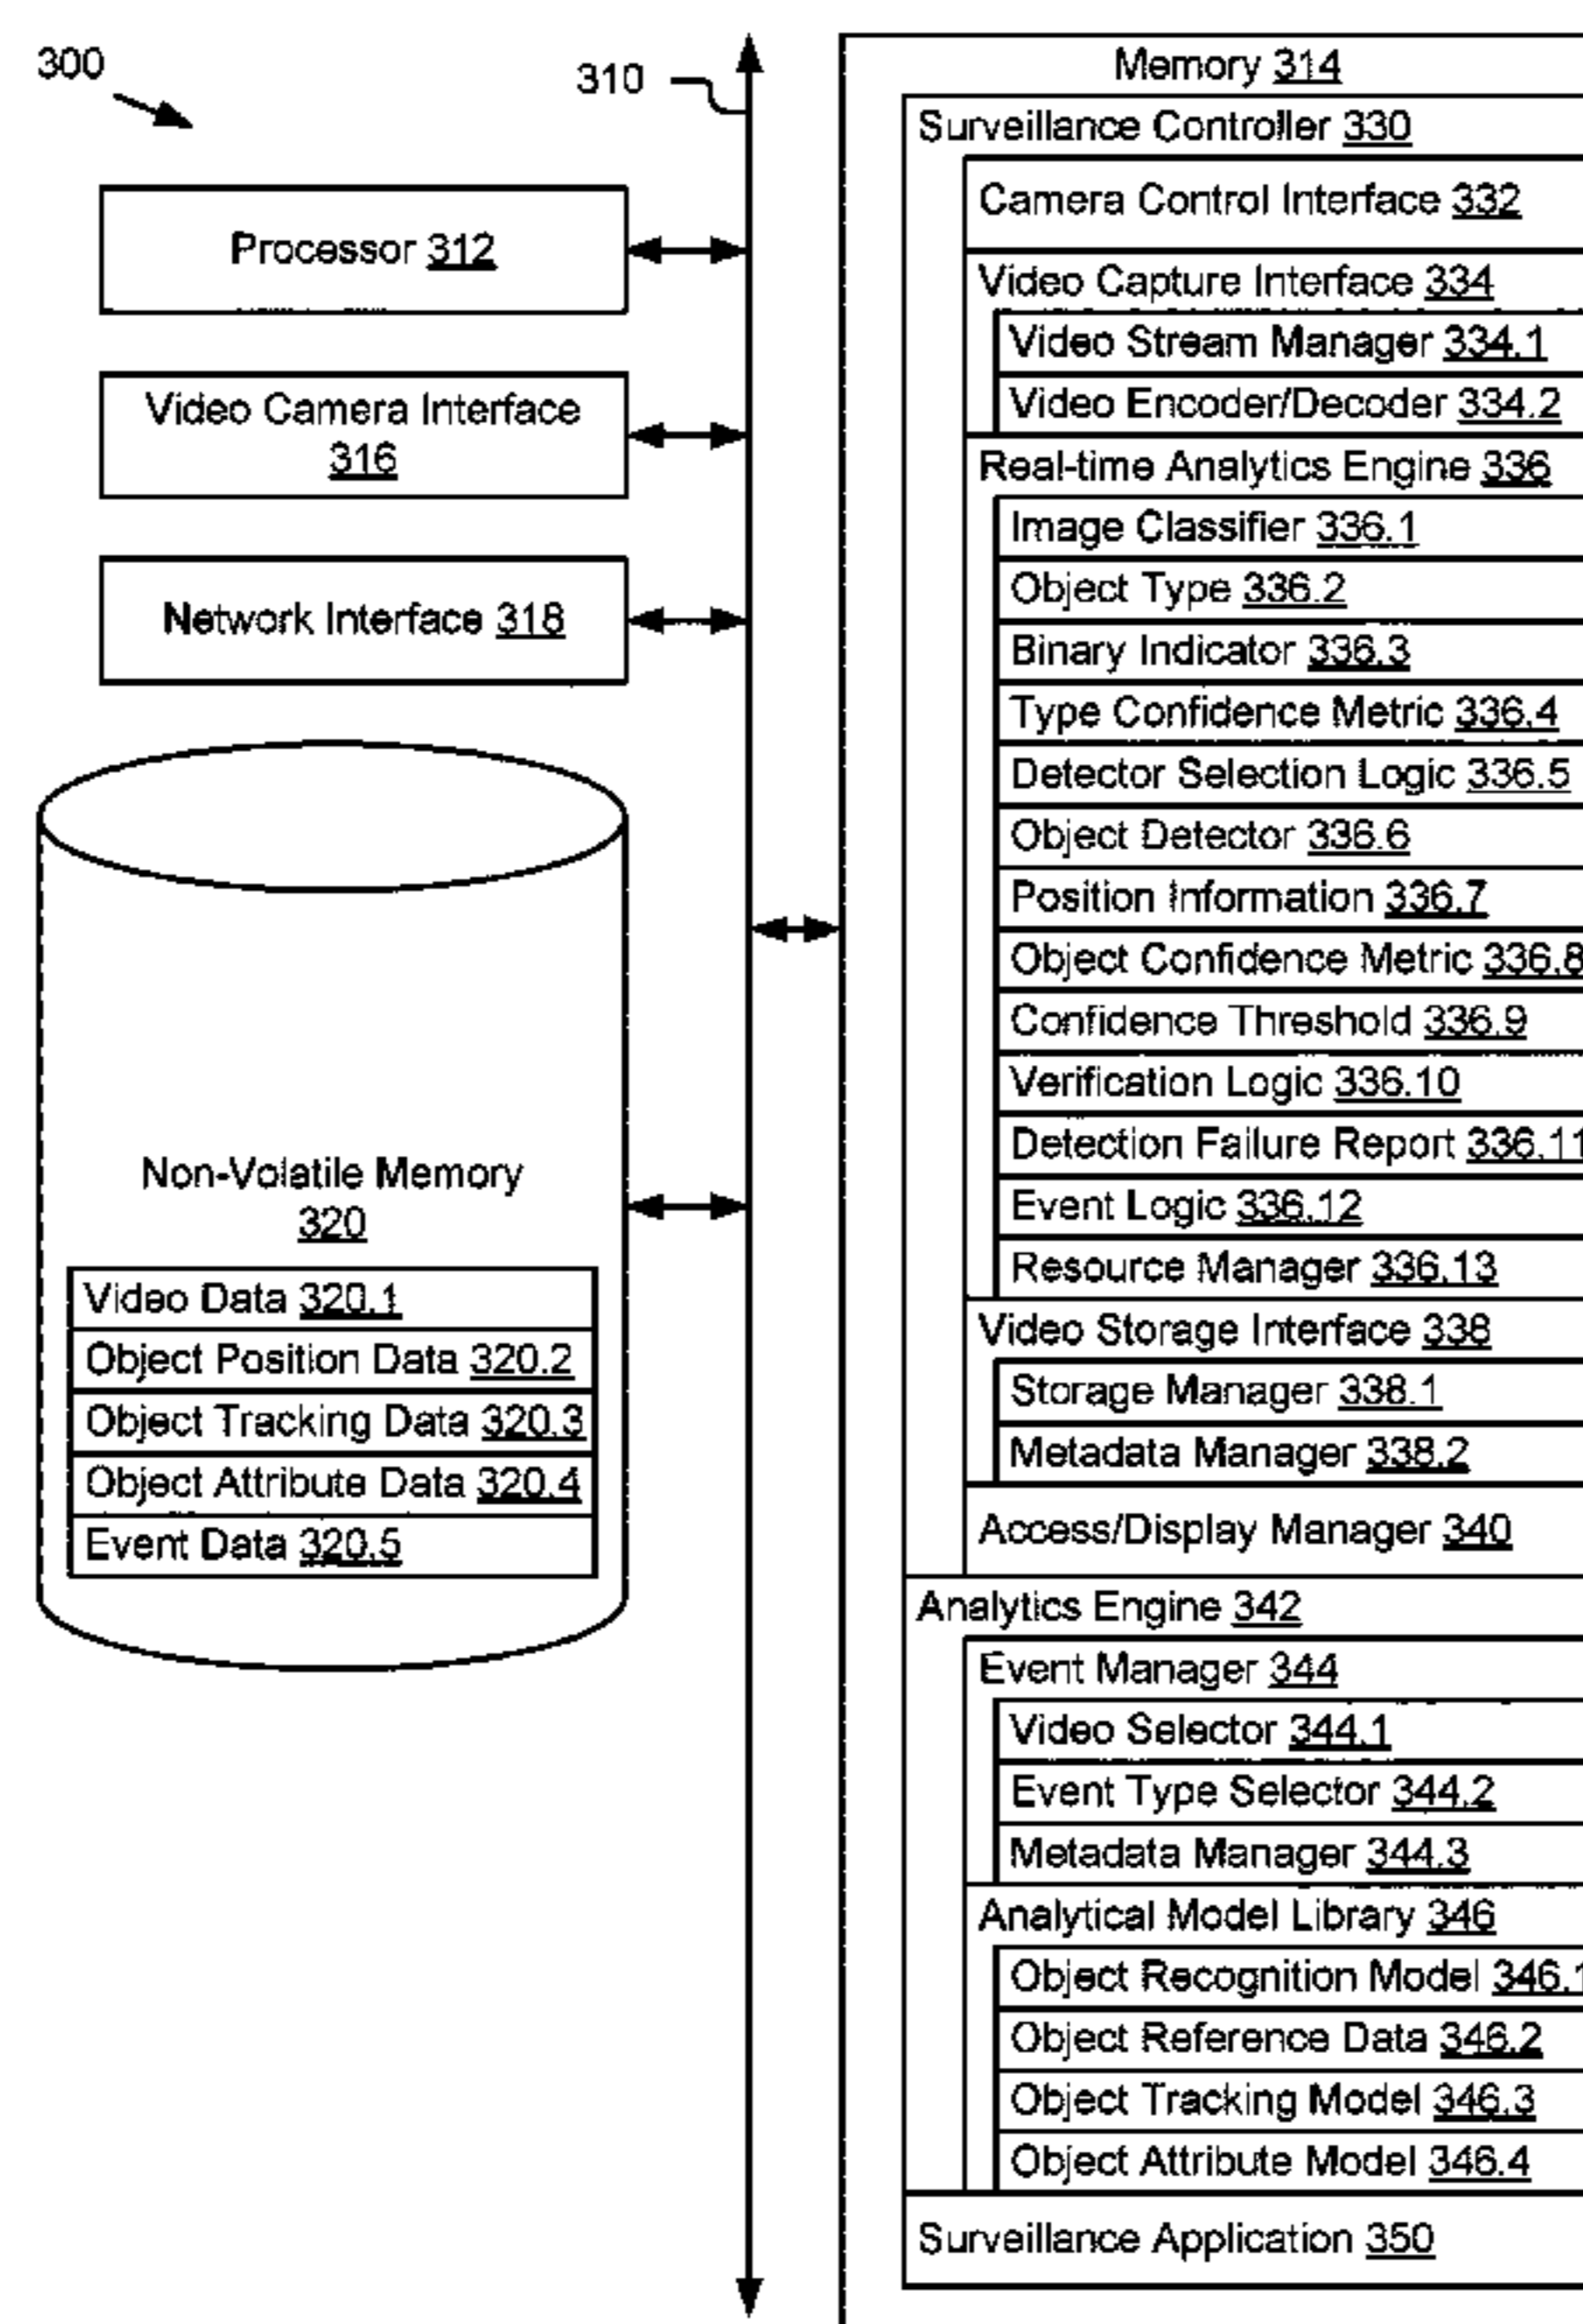 300
310
Processor 312
Video Camera Interface
316
Network Interface 318
Non-Volatile Memory
320
Video Data 320.1
Object Position Data 320.2
Object Tracking Data 320.3
Object Attribute Data 320.4
Event Data 320.5
Memory 314
Surveillance Controller 330
Camera Control Interface 332
Video Capture Interface 334
Video Stream Manager 334.1
Video Encoder/Decoder 334.2
Real-time Analytics Engine 336
Image Classifier 336.1
Object Type 336.2
Binary Indicator 336.3
Type Confidence Metric 336.4
Detector Selection Logic 336.5
Object Detector 336.6
Position Information 336.7
Object Confidence Metric 336.8
Confidence Threshold 336.9
Verification Logic 336.10
Detection Failure Report 336.11
Event Logic 336.12
Resource Manager 336.13
Video Storage Interface 338
Storage Manager 338.1
Metadata Manager 338.2
Access/Display Manager 340
Analytics Engine 342
Event Manager 344
Video Selector 344.1
Event Type Selector 344.2
Metadata Manager 344.3
Analytical Model Library 346
Object Recognition Model 346.1
Object Reference Data 346.2
Object Tracking Model 346.3
Object Attribute Model 346.4
Surveillance Application 350